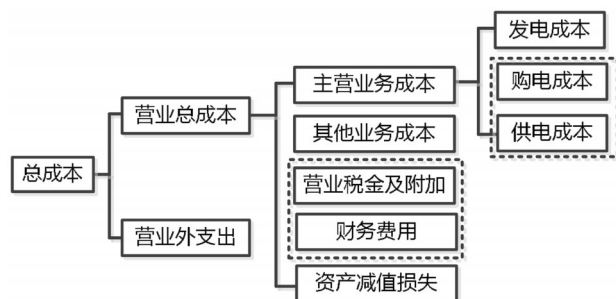 总成本
营业总成本
营业外支出
主营业务成本
其他业务成本
营业税金及附加
财务费用
资产减值损失
发电成本
购电成本
供电成本